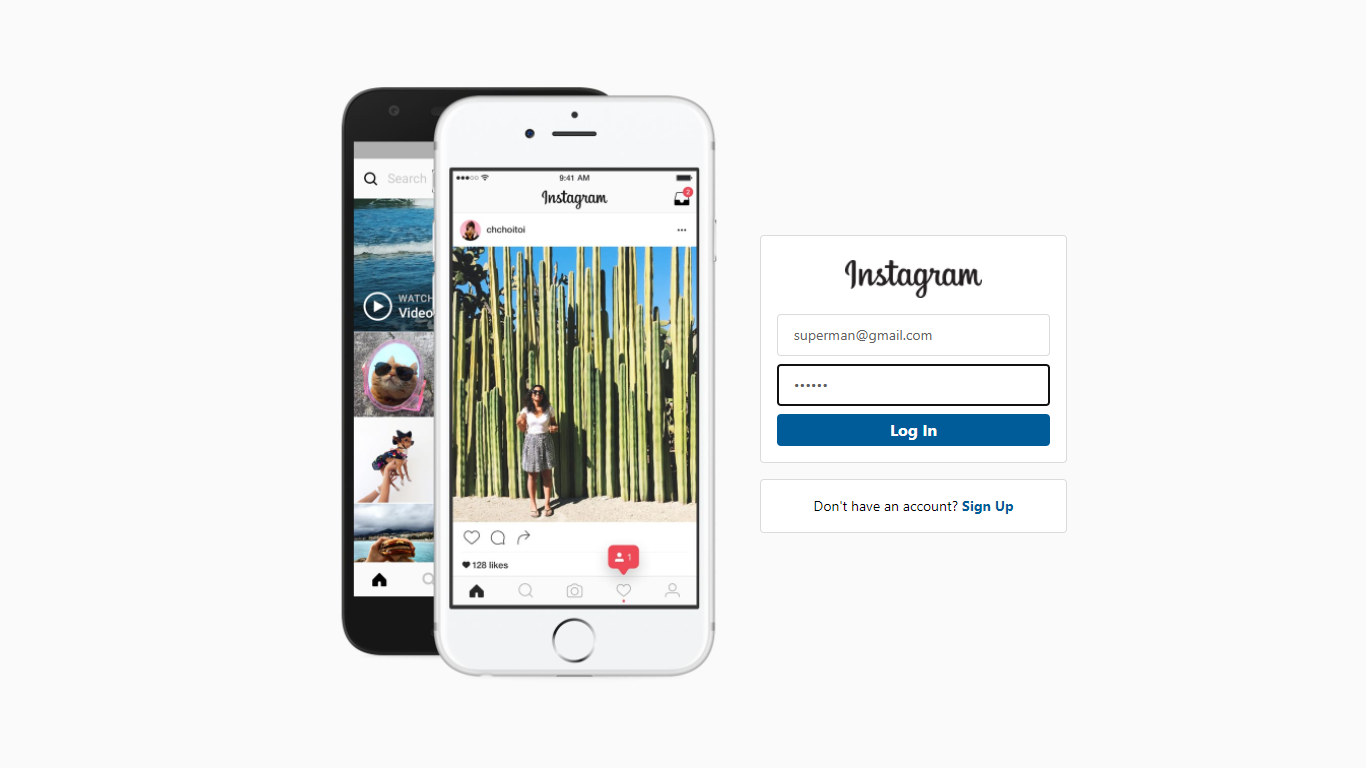 Search
WATCH
Video
9:41 AM
Instagram
2
chchoitoi
1
128 likes
Instagram
superman@gmail.com
••••••
Log In
Don't have an account? Sign Up